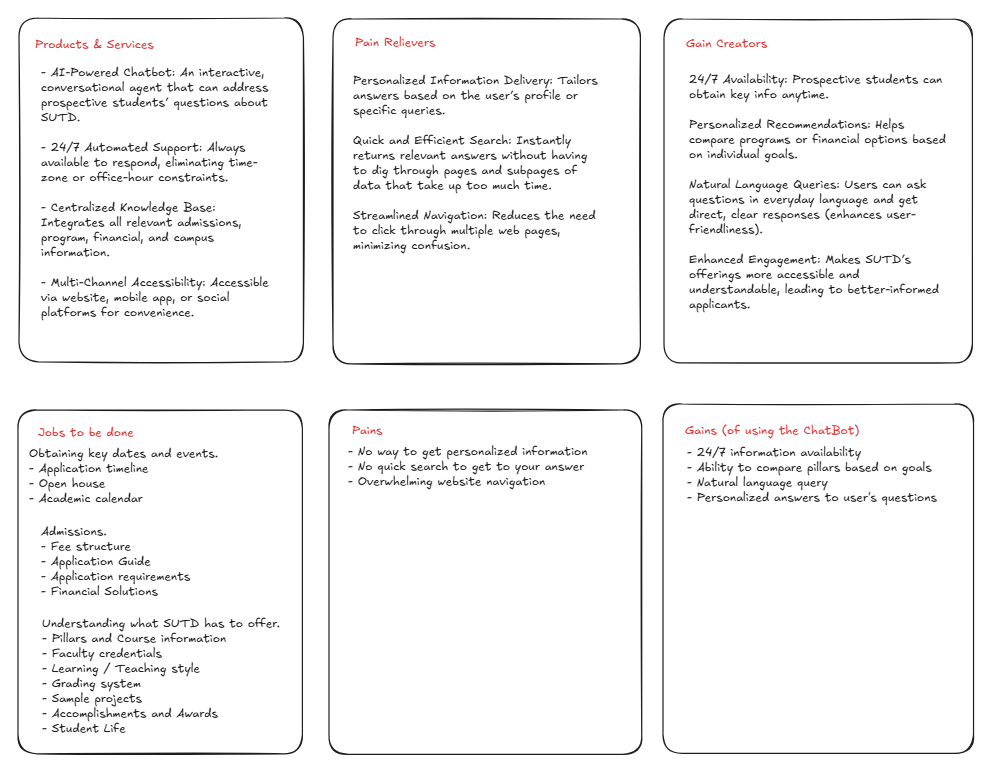 Products & Services
- AI-Powered Chatbot: An interactive,
conversational agent that can address
prospective students' questions about
SUTD.
- 24/7 Automated Support: Always
available to respond, eliminating time-
zone or office-hour constraints.
- Centralized Knowledge Base:
Integrates all relevant admissions,
program, financial, and campus
information.
- Multi-Channel Accessibility: Accessible
via website, mobile app, or social
platforms for convenience.
Pain Relievers
Personalized Information Delivery: Tailors
answers based on the user's profile or
specific queries.
Quick and Efficient Search: Instantly
returns relevant answers without having
to dig through pages and subpages of
data that take up too much time.
Streamlined Navigation: Reduces the need
to click through multiple web pages,
minimizing confusion.
Gain Creators
24/7 Availability: Prospective students can
obtain key info anytime.
Personalized Recommendations: Helps
compare programs or financial options based
on individual goals.
Natural Language Queries: Users can ask
questions in everyday language and get
direct, clear responses (enhances user-
friendliness).
Enhanced Engagement: Makes SUTD's
offerings more accessible and
understandable, leading to better-informed
applicants.
Jobs to be done
Obtaining key dates and events.
- Application timeline
- Open house
- Academic calendar
Admissions.
- Fee structure
- Application Guide
- Application requirements
- Financial Solutions
Understanding what SUTD has to offer.
- Pillars and Course information
- Faculty credentials
- Learning / Teaching style
- Grading system
- Sample projects
- Accomplishments and Awards
- Student Life
Pains
- No way to get personalized information
- No quick search to get to your answer
- Overwhelming website navigation
Gains (of using the ChatBot)
- 24/7 information availability
- Ability to compare pillars based on goals
- Natural language query
- Personalized answers to user's questions